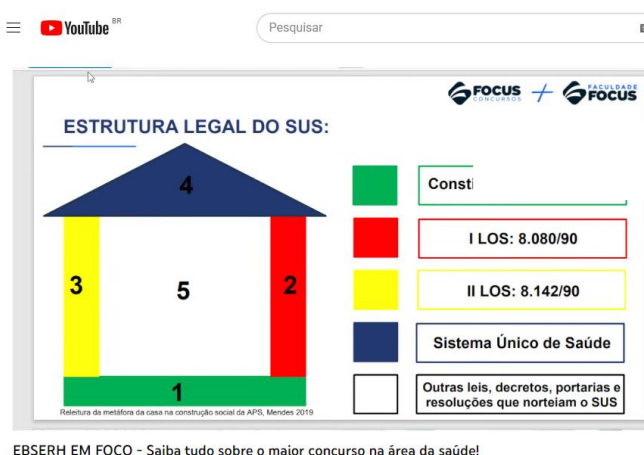 YouTube BR
Pesquisar
FOCUS CONCURSOS + FACULDADE FOCUS
ESTRUTURA LEGAL DO SUS:
4
3
5
2
1
Consti
I LOS: 8.080/90
II LOS: 8.142/90
Sistema Único de Saúde
Outras leis, decretos, portarias e
resoluções que norteiam o SUS
Releitura da metáfora da casa na construção social da APS, Mendes 2019
EBSERH EM FOCO - Saiba tudo sobre o maior concurso na área da saúde!